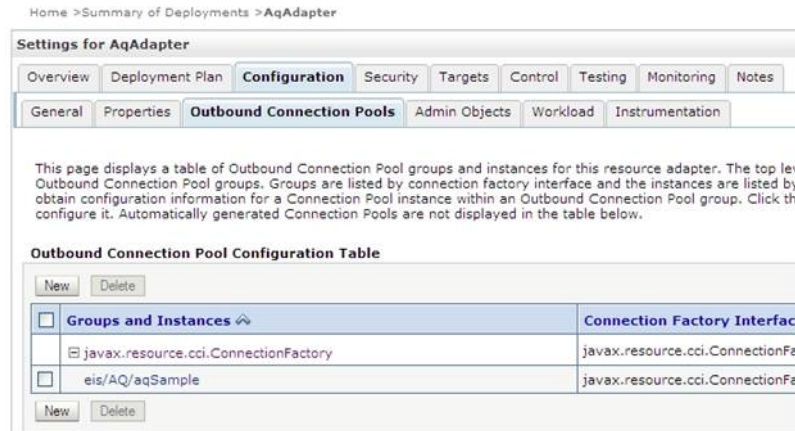 Home >Summary of Deployments >AqAdapter
Settings for AqAdapter
Overview Deployment Plan Configuration Security Targets Control Testing Monitoring Notes
General Properties Outbound Connection Pools Admin Objects Workload Instrumentation
This page displays a table of Outbound Connection Pool groups and instances for this resource adapter. The top lev
Outbound Connection Pool groups. Groups are listed by connection factory interface and the instances are listed by
obtain configuration information for a Connection Pool instance within an Outbound Connection Pool group. Click th
configure it. Automatically generated Connection Pools are not displayed in the table below.
Outbound Connection Pool Configuration Table
New Delete
Groups and Instances Connection Factory Interfac
javax.resource.cci.ConnectionFactory javax.resource.cci.ConnectionFa
eis/AQ/aqSample javax.resource.cci.ConnectionFa
New Delete